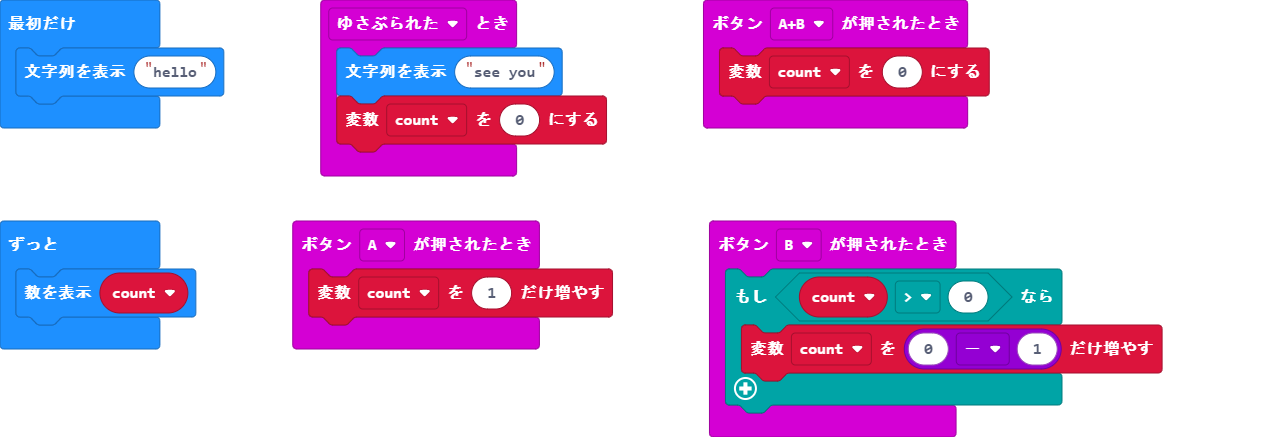 最初だけ
文字列を表示 "hello"
ゆさぶられた とき
文字列を表示 "see you"
変数 count を 0 にする
ボタン A+B が押されたとき
変数 count を 0 にする
ずっと
数を表示 count
ボタン A が押されたとき
変数 count を 1 だけ増やす
ボタン B が押されたとき
もし count > 0 なら
変数 count を 0 - 1 だけ増やす